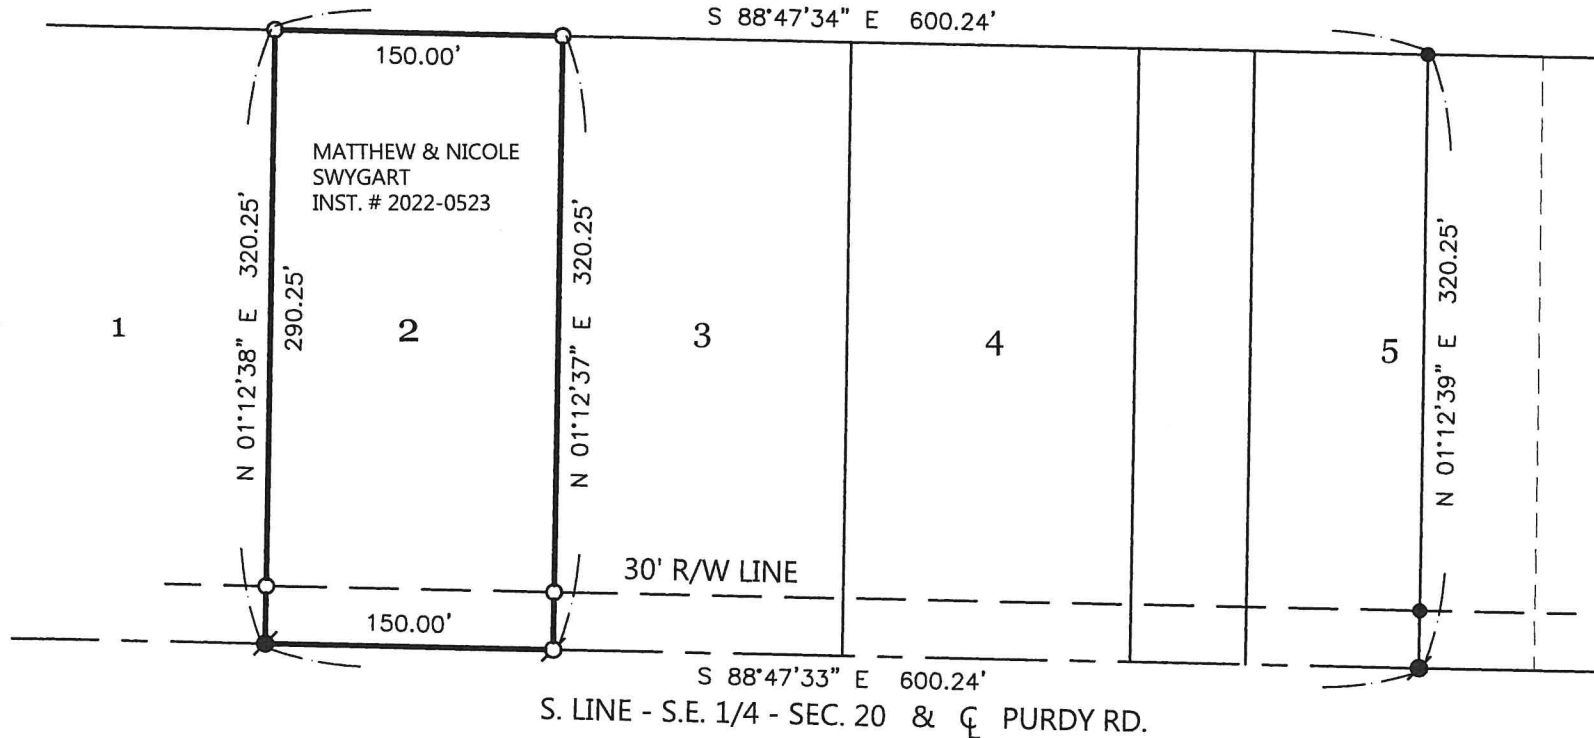 S 88°47'34" E 600.24'
150.00'
MATTHEW & NICOLE
SWYGART
INST. # 2022-0523
N 01°12'38" E 320.25'
290.25'
N 01°12'37" E 320.25'
N 01°12'39" E 320.25'
1
2
3
4
5
30' R/W LINE
150.00'
S 88°47'33" E 600.24'
S. LINE - S.E. 1/4 - SEC. 20 & ℄ PURDY RD.